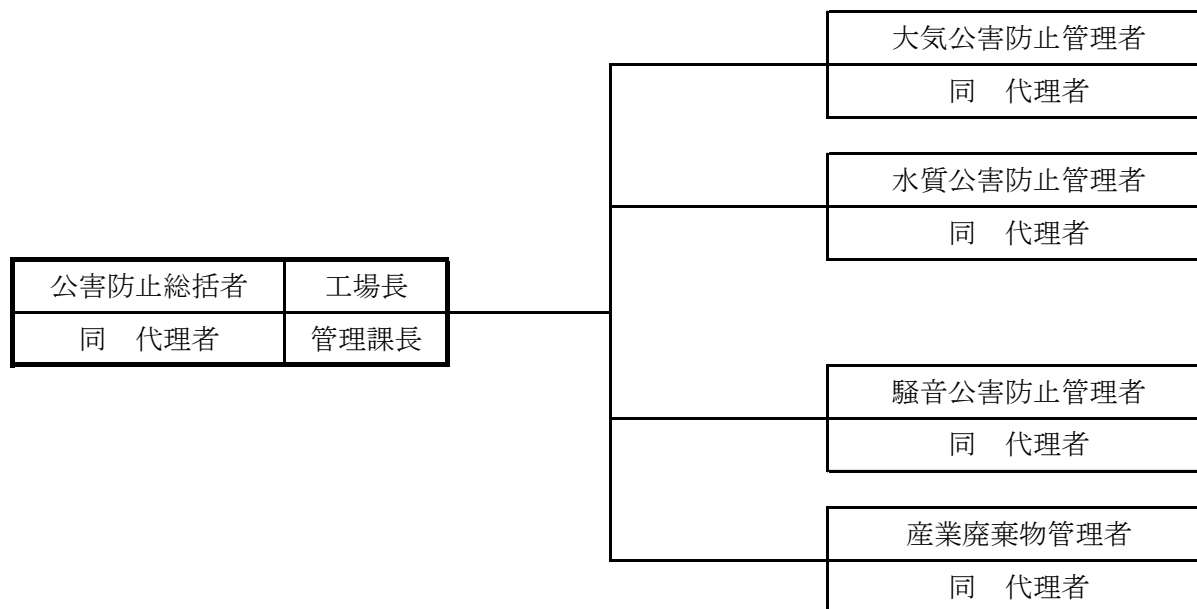 大気公害防止管理者
同　代理者
水質公害防止管理者
同　代理者
公害防止総括者　工場長
同　代理者　管理課長
騒音公害防止管理者
同　代理者
産業廃棄物管理者
同　代理者